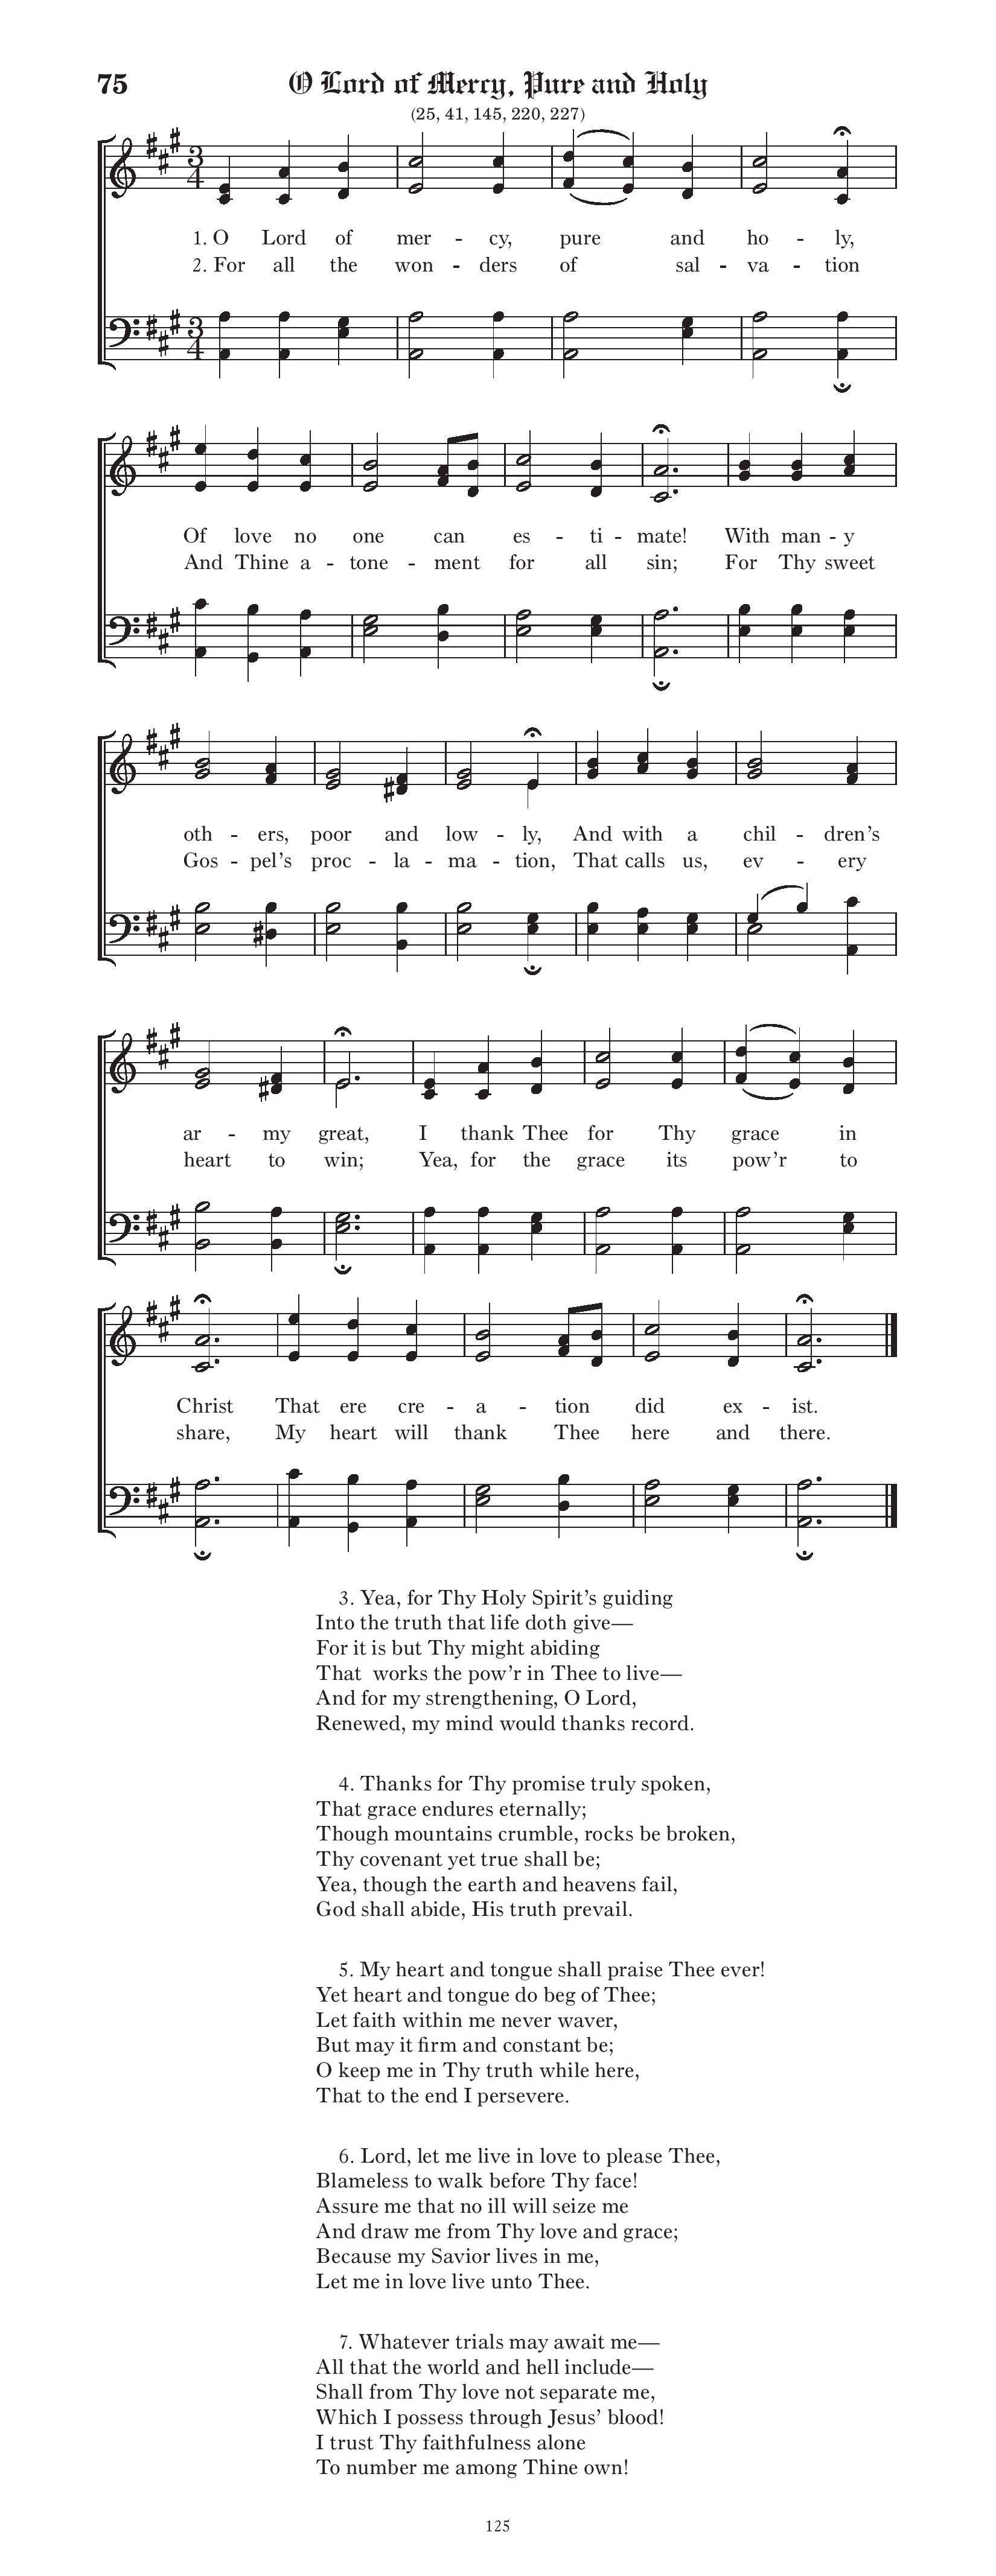 75 O Lord of Mercy, Pure and Holy
(25, 41, 145, 220, 227)
1. O Lord of mer - cy, pure and ho - ly,
2. For all the won - ders of sal - va - tion
Of love no one can es - ti - mate! With man - y
And Thine a - tone - ment for all sin; For Thy sweet
oth - ers, poor and low - ly, And with a chil - dren's
Gos - pel's proc - la - ma - tion, That calls us, ev - ery
ar - my great, I thank Thee for Thy grace in
heart to win; Yea, for the grace its pow'r to
Christ That ere cre - a - tion did ex - ist.
share, My heart will thank Thee here and there.
3. Yea, for Thy Holy Spirit's guiding
Into the truth that life doth give—
For it is but Thy might abiding
That works the pow'r in Thee to live—
And for my strengthening, O Lord,
Renewed, my mind would thanks record.
4. Thanks for Thy promise truly spoken,
That grace endures eternally;
Though mountains crumble, rocks be broken,
Thy covenant yet true shall be;
Yea, though the earth and heavens fail,
God shall abide, His truth prevail.
5. My heart and tongue shall praise Thee ever!
Yet heart and tongue do beg of Thee;
Let faith within me never waver,
But may it firm and constant be;
O keep me in Thy truth while here,
That to the end I persevere.
6. Lord, let me live in love to please Thee,
Blameless to walk before Thy face!
Assure me that no ill will seize me
And draw me from Thy love and grace;
Because my Savior lives in me,
Let me in love live unto Thee.
7. Whatever trials may await me—
All that the world and hell include—
Shall from Thy love not separate me,
Which I possess through Jesus' blood!
I trust Thy faithfulness alone
To number me among Thine own!
125